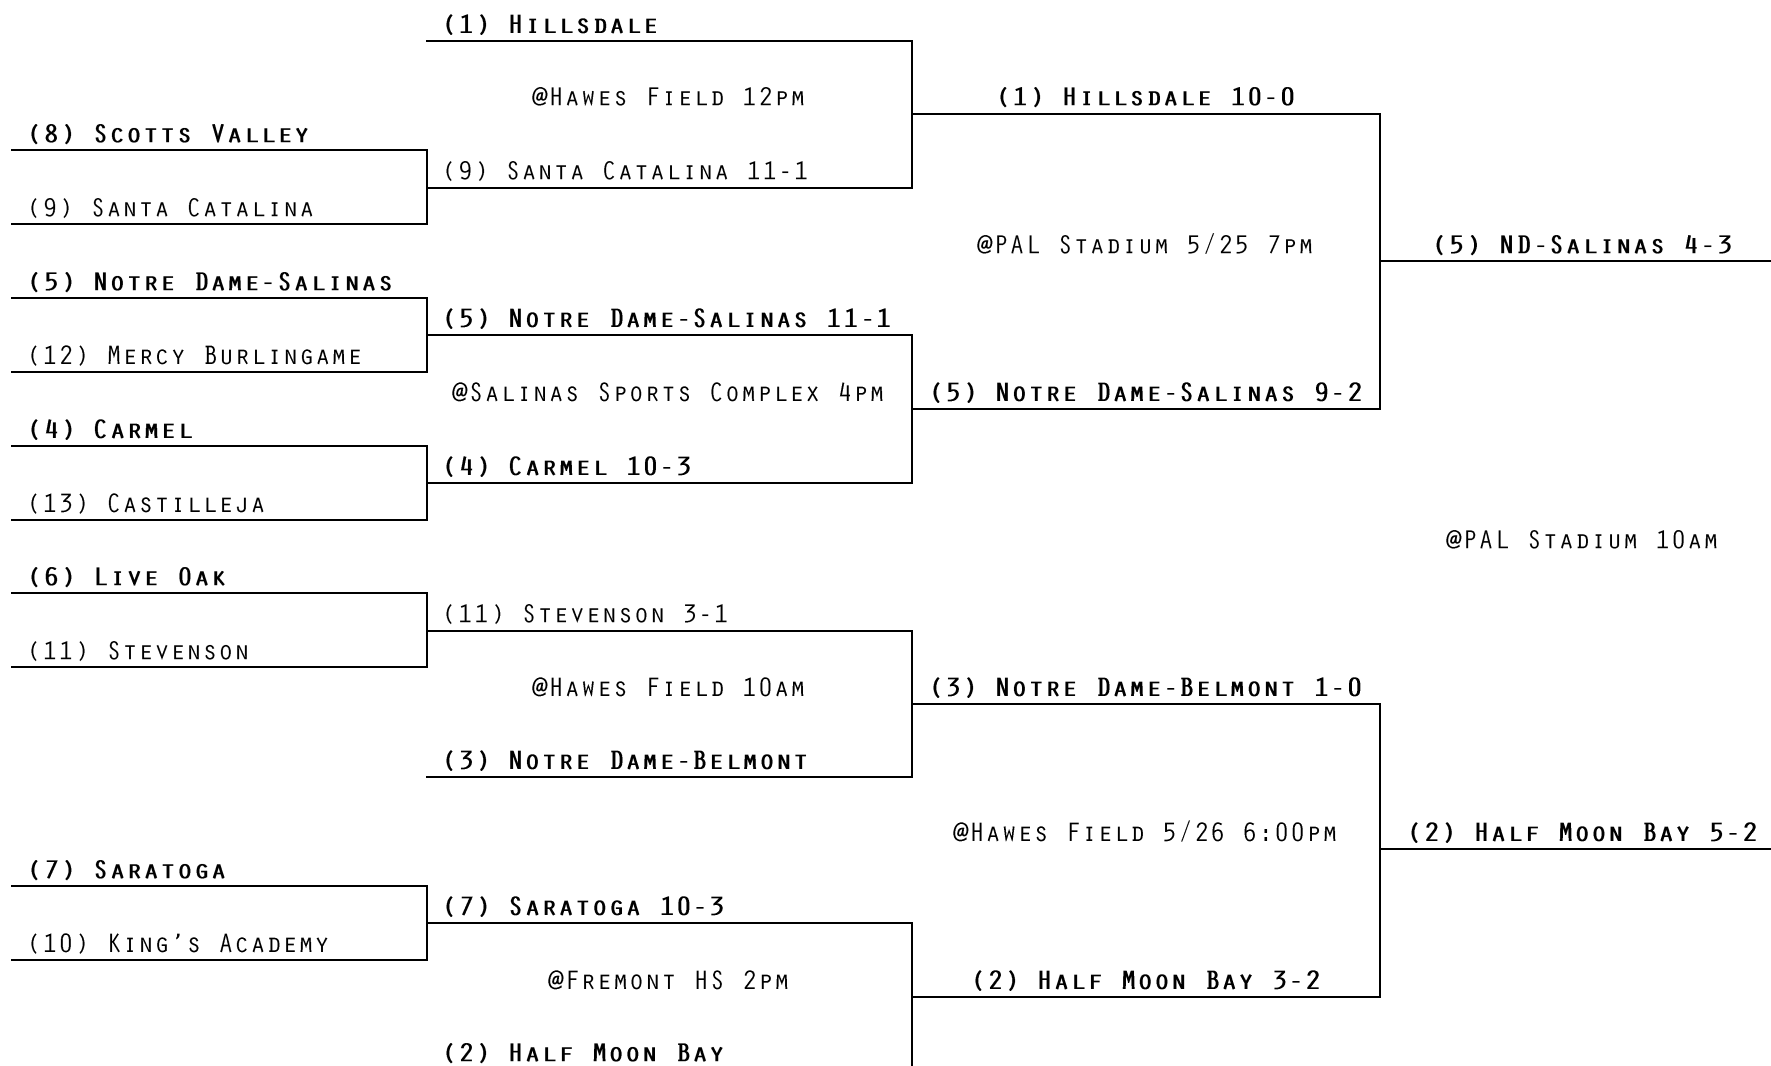 (1) Hillsdale
@Hawes Field 12pm
(1) Hillsdale 10-0
(8) Scotts Valley
(9) Santa Catalina 11-1
(9) Santa Catalina
@PAL Stadium 5/25 7pm
(5) ND-Salinas 4-3
(5) Notre Dame-Salinas
(5) Notre Dame-Salinas 11-1
(12) Mercy Burlingame
@Salinas Sports Complex 4pm
(5) Notre Dame-Salinas 9-2
(4) Carmel
(4) Carmel 10-3
(13) Castilleja
@PAL Stadium 10am
(6) Live Oak
(11) Stevenson 3-1
(11) Stevenson
@Hawes Field 10am
(3) Notre Dame-Belmont 1-0
(3) Notre Dame-Belmont
@Hawes Field 5/26 6:00pm
(2) Half Moon Bay 5-2
(7) Saratoga
(7) Saratoga 10-3
(10) King's Academy
@Fremont HS 2pm
(2) Half Moon Bay 3-2
(2) Half Moon Bay